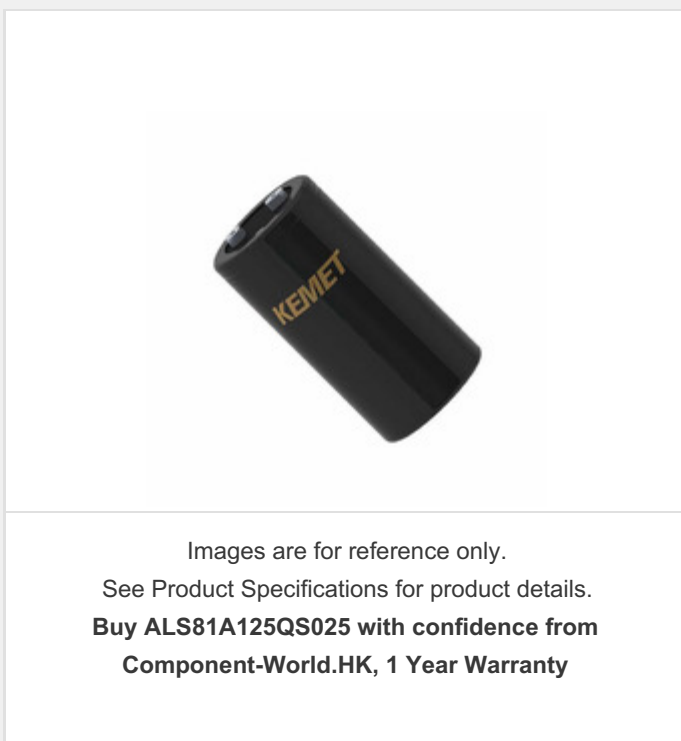 KEMET
Images are for reference only.
See Product Specifications for product details.
Buy ALS81A125QS025 with confidence from
Component-World.HK, 1 Year Warranty